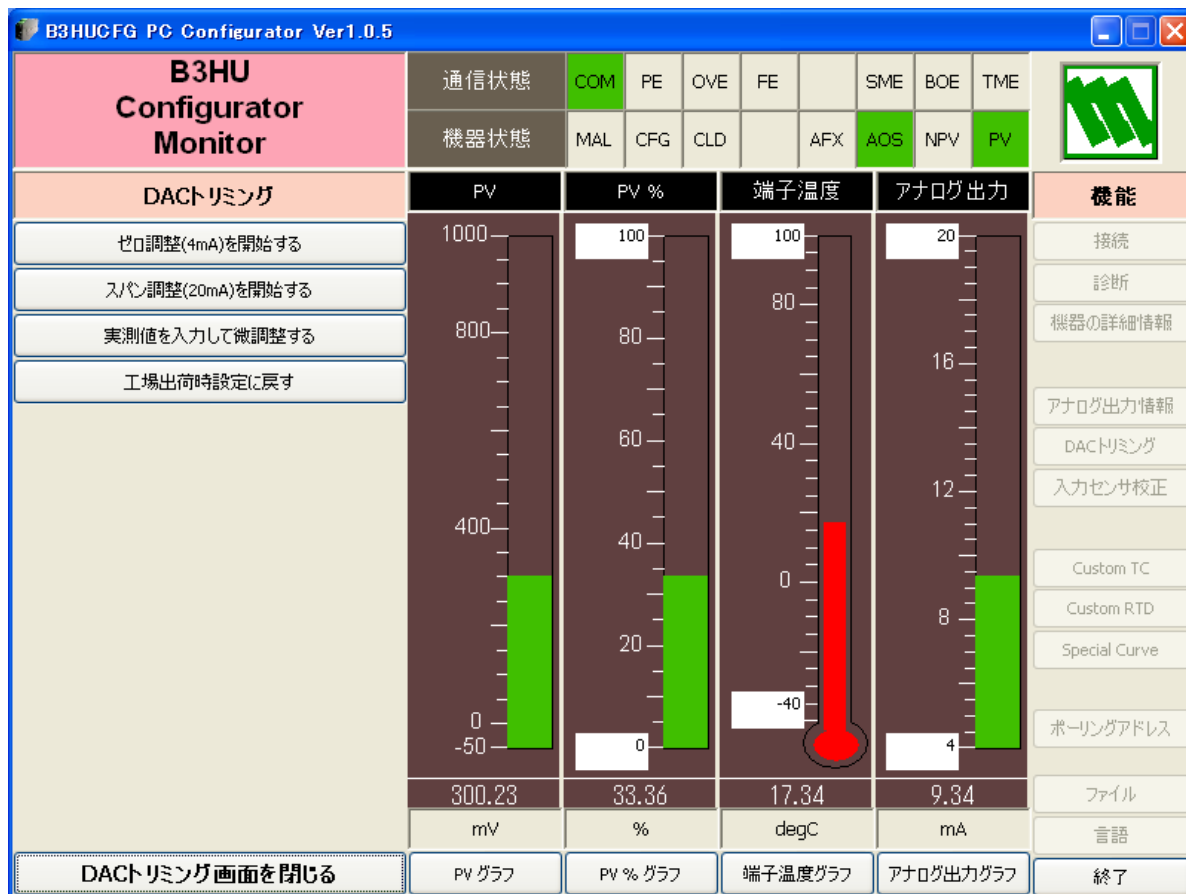 B3HUCFG PC Configurator Ver1.0.5
B3HU
Configurator
Monitor
通信状態
COM PE OVE FE SME BOE TME
機器状態
MAL CFG CLD AFX AOS NPV PV
DACトリミング
ゼロ調整(4mA)を開始する
スパン調整(20mA)を開始する
実測値を入力して微調整する
工場出荷時設定に戻す
DACトリミング画面を閉じる
PV
1000
800
400
0
-50
300.23
mV
PV グラフ
PV %
100
80
60
40
20
0
33.36
%
PV % グラフ
端子温度
100
80
40
0
-40
17.34
degC
端子温度グラフ
アナログ出力
20
16
12
8
4
9.34
mA
アナログ出力グラフ
機能
接続
診断
機器の詳細情報
アナログ出力情報
DACトリミング
入力センサ校正
Custom TC
Custom RTD
Special Curve
ポーリングアドレス
ファイル
言語
終了